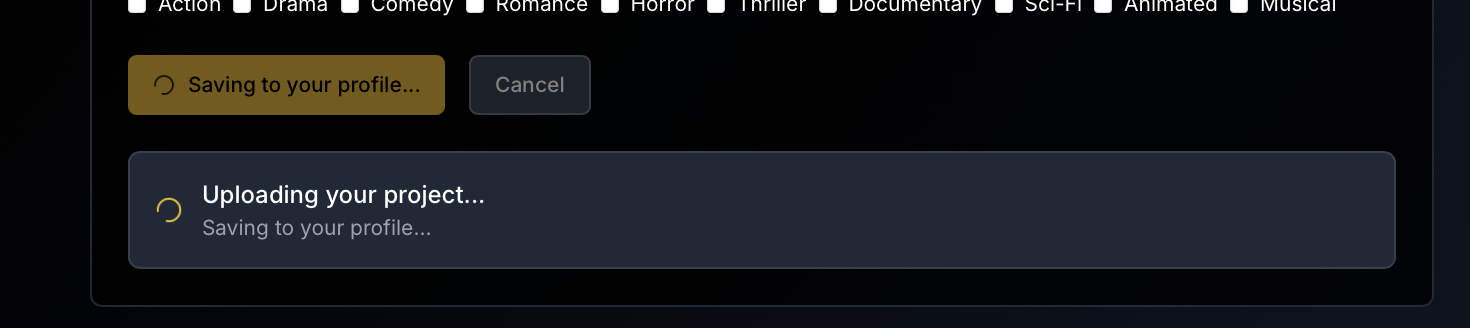 Action Drama Comedy Romance Horror Thriller Documentary Sci-Fi Animated Musical
Saving to your profile... Cancel
Uploading your project...
Saving to your profile...